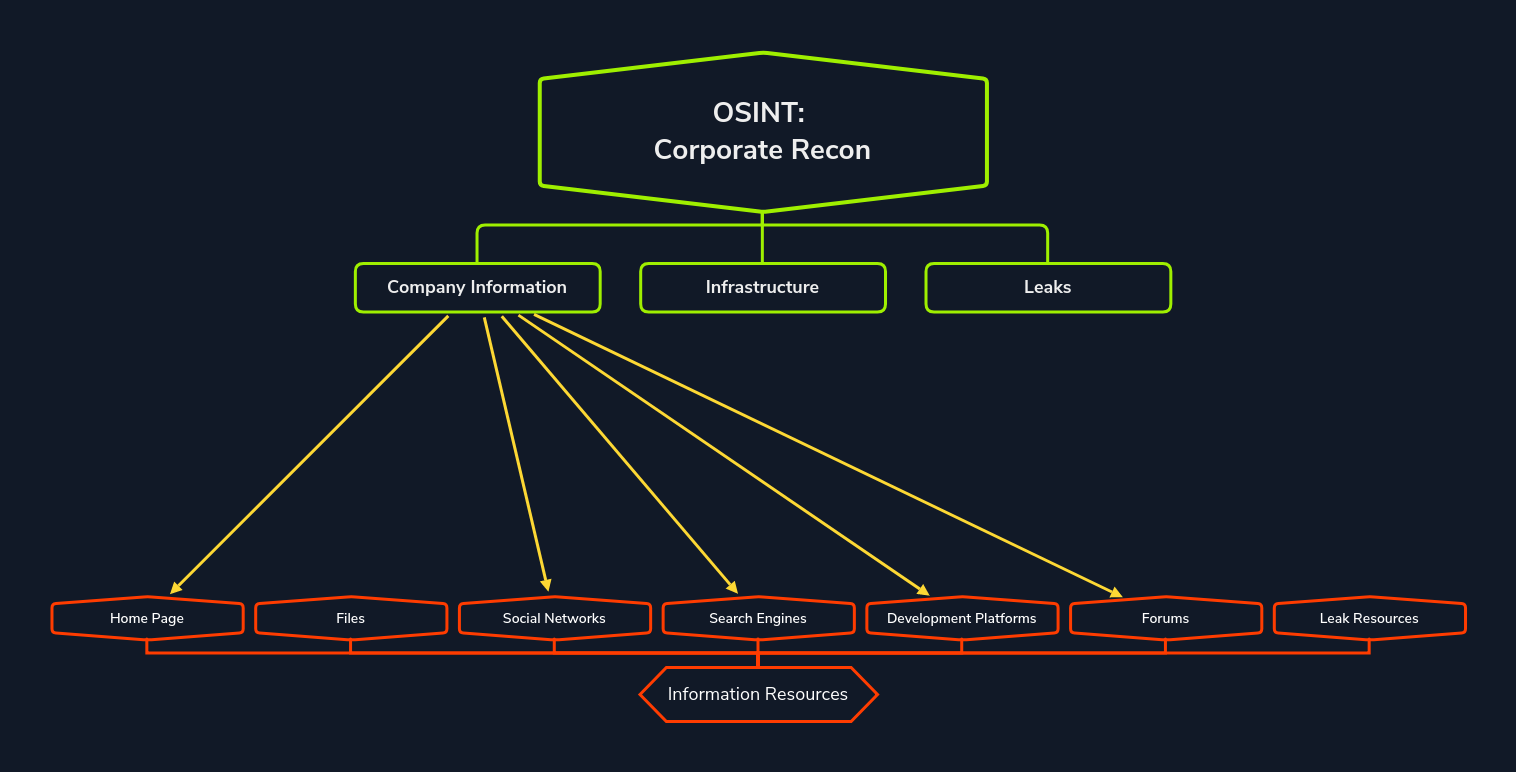 OSINT:
Corporate Recon
Company Information
Infrastructure
Leaks
Home Page
Files
Social Networks
Search Engines
Development Platforms
Forums
Leak Resources
Information Resources